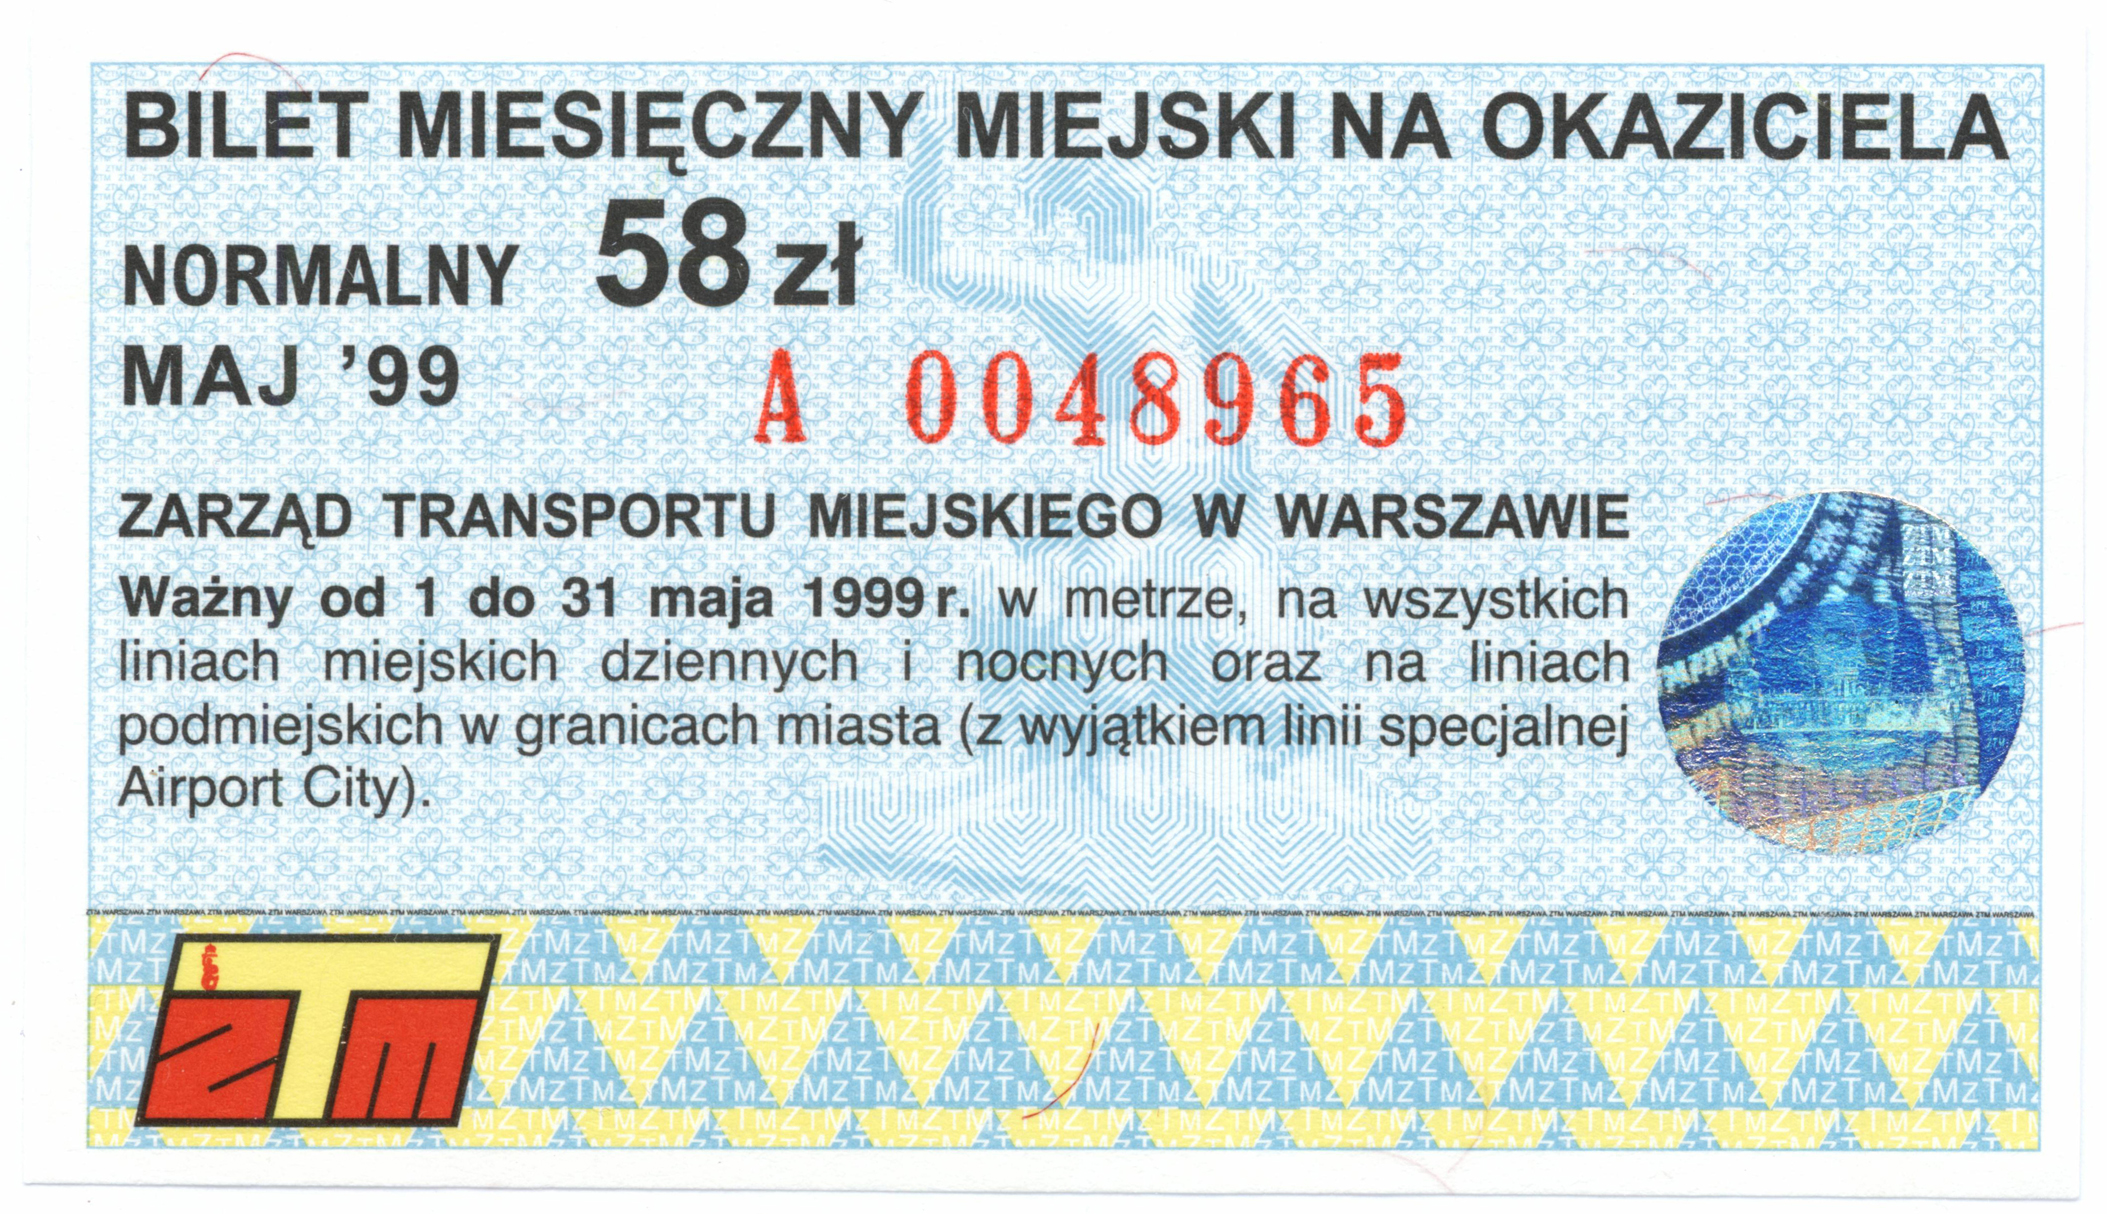 BILET MIESIĘCZNY MIEJSKI NA OKAZICIELA
NORMALNY 58 zł
MAJ ’99 A 0048965
ZARZĄD TRANSPORTU MIEJSKIEGO W WARSZAWIE
Ważny od 1 do 31 maja 1999 r. w metrze, na wszystkich
liniach miejskich dziennych i nocnych oraz na liniach
podmiejskich w granicach miasta (z wyjątkiem linii specjalnej
Airport City).
ZTM